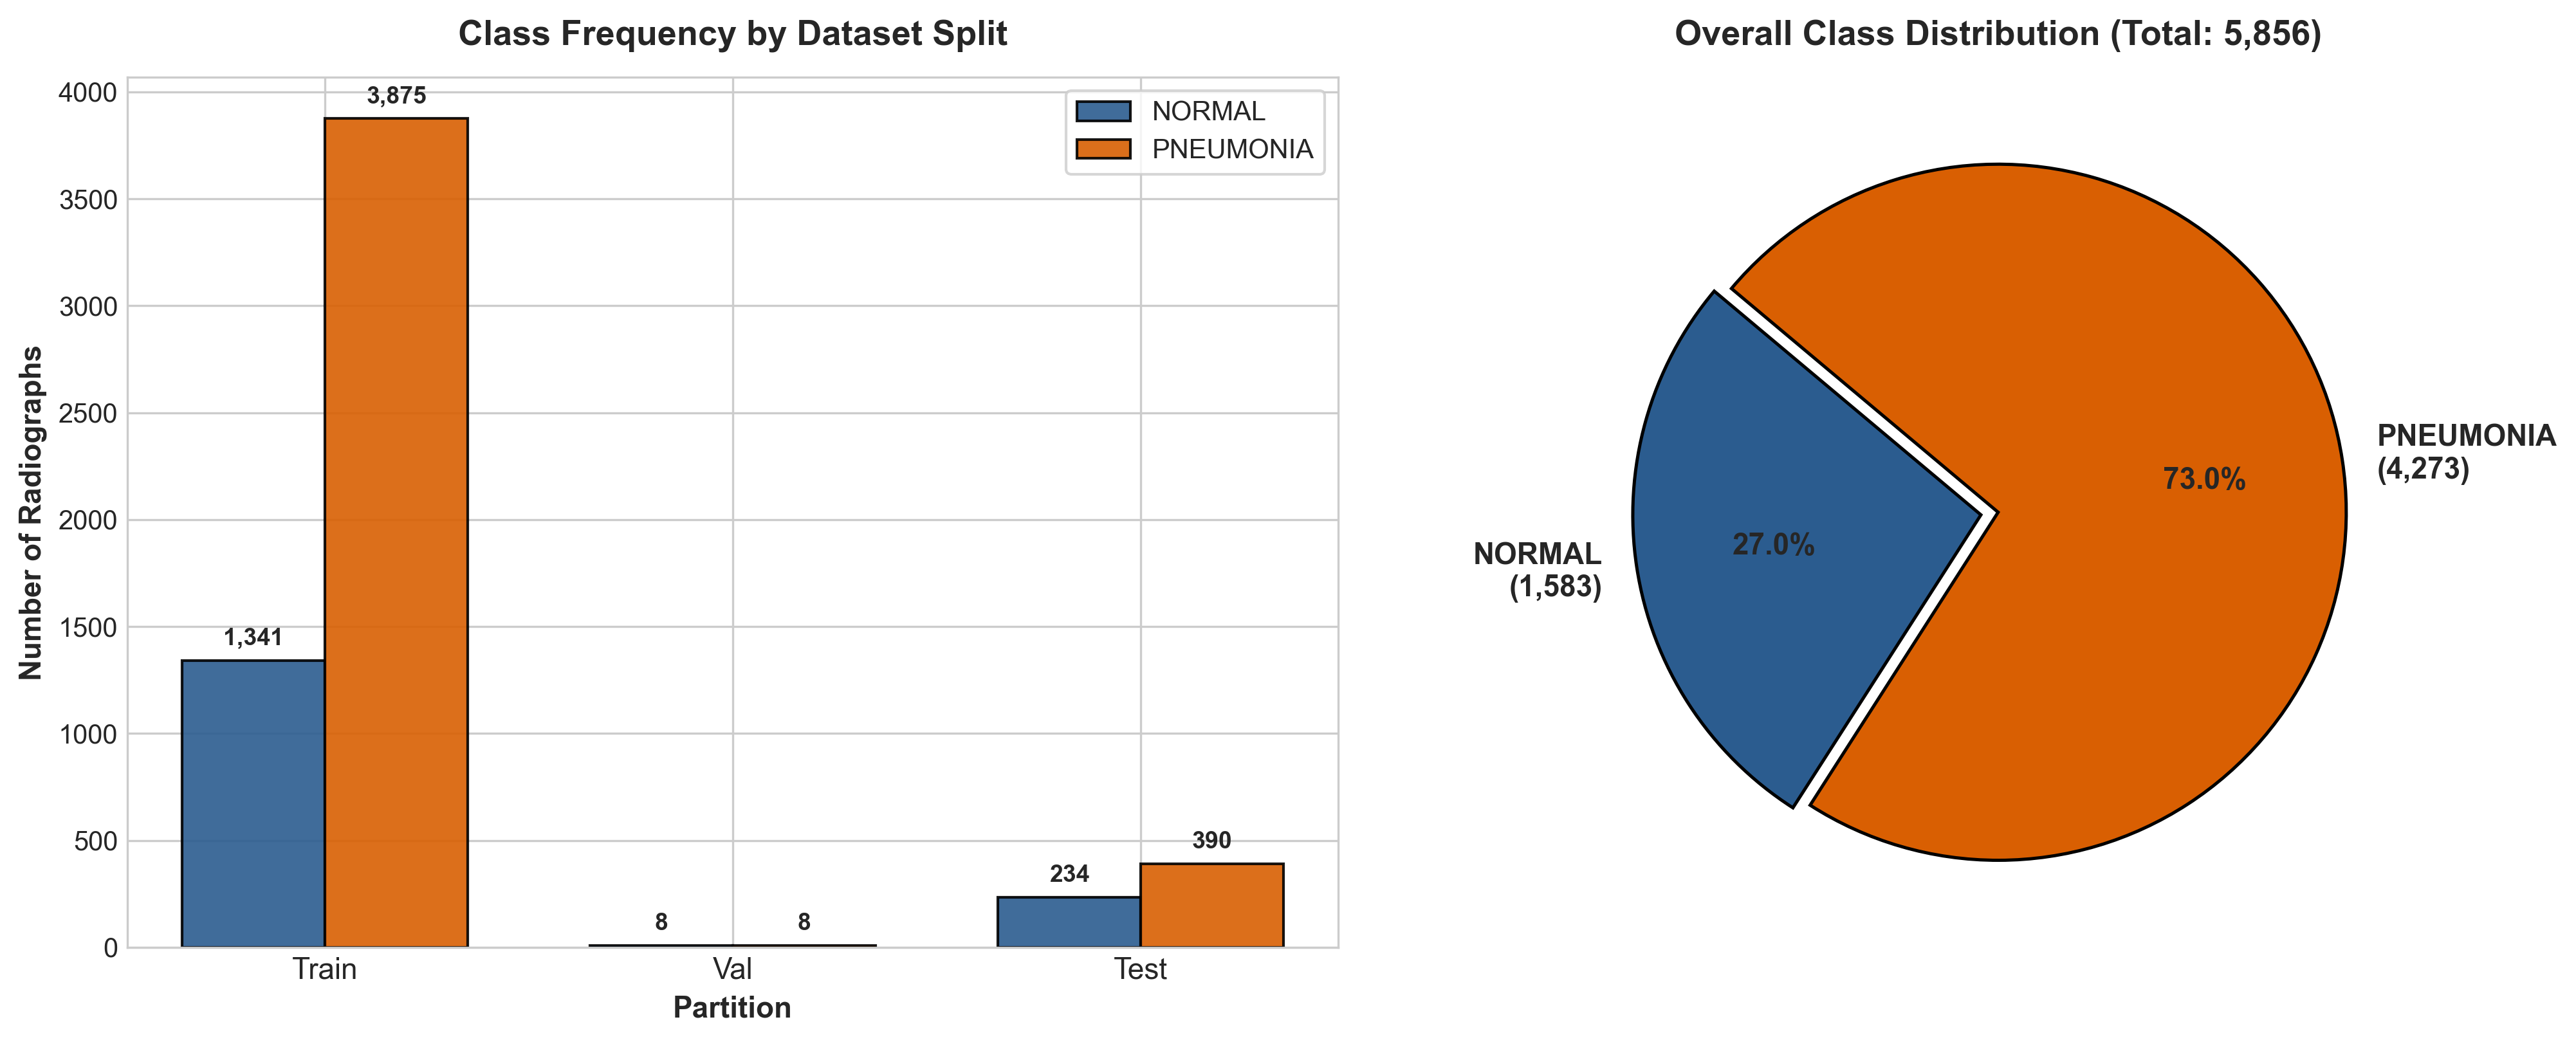 Class Frequency by Dataset Split
4000
3500
3000
2500
2000
1500
1000
500
0
Number of Radiographs
3,875
1,341
8
8
234
390
NORMAL
PNEUMONIA
Train
Val
Test
Partition
Overall Class Distribution (Total: 5,856)
PNEUMONIA
(4,273)
73.0%
27.0%
NORMAL
(1,583)